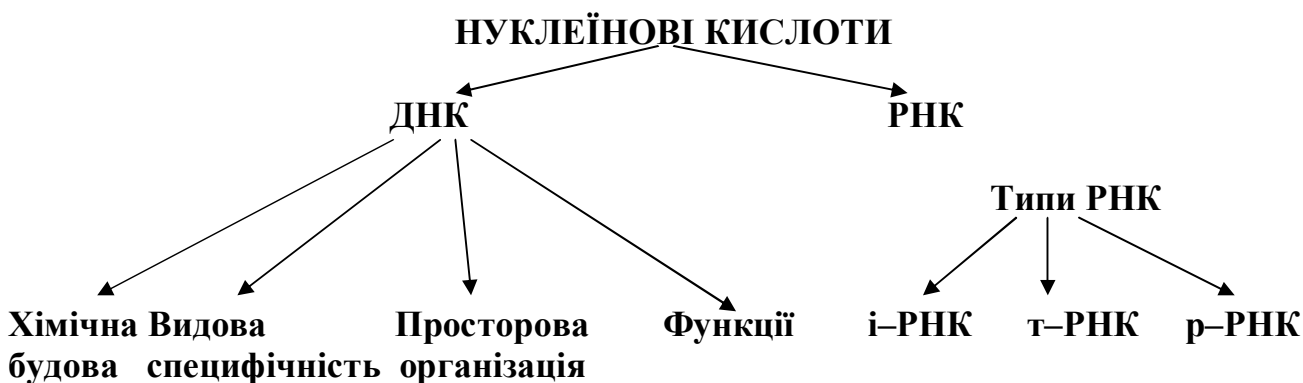 НУКЛЕЇНОВІ КИСЛОТИ
ДНК РНК
Типи РНК
Хімічна Видова Просторова Функції і–РНК т–РНК р–РНК
будова специфічність організація